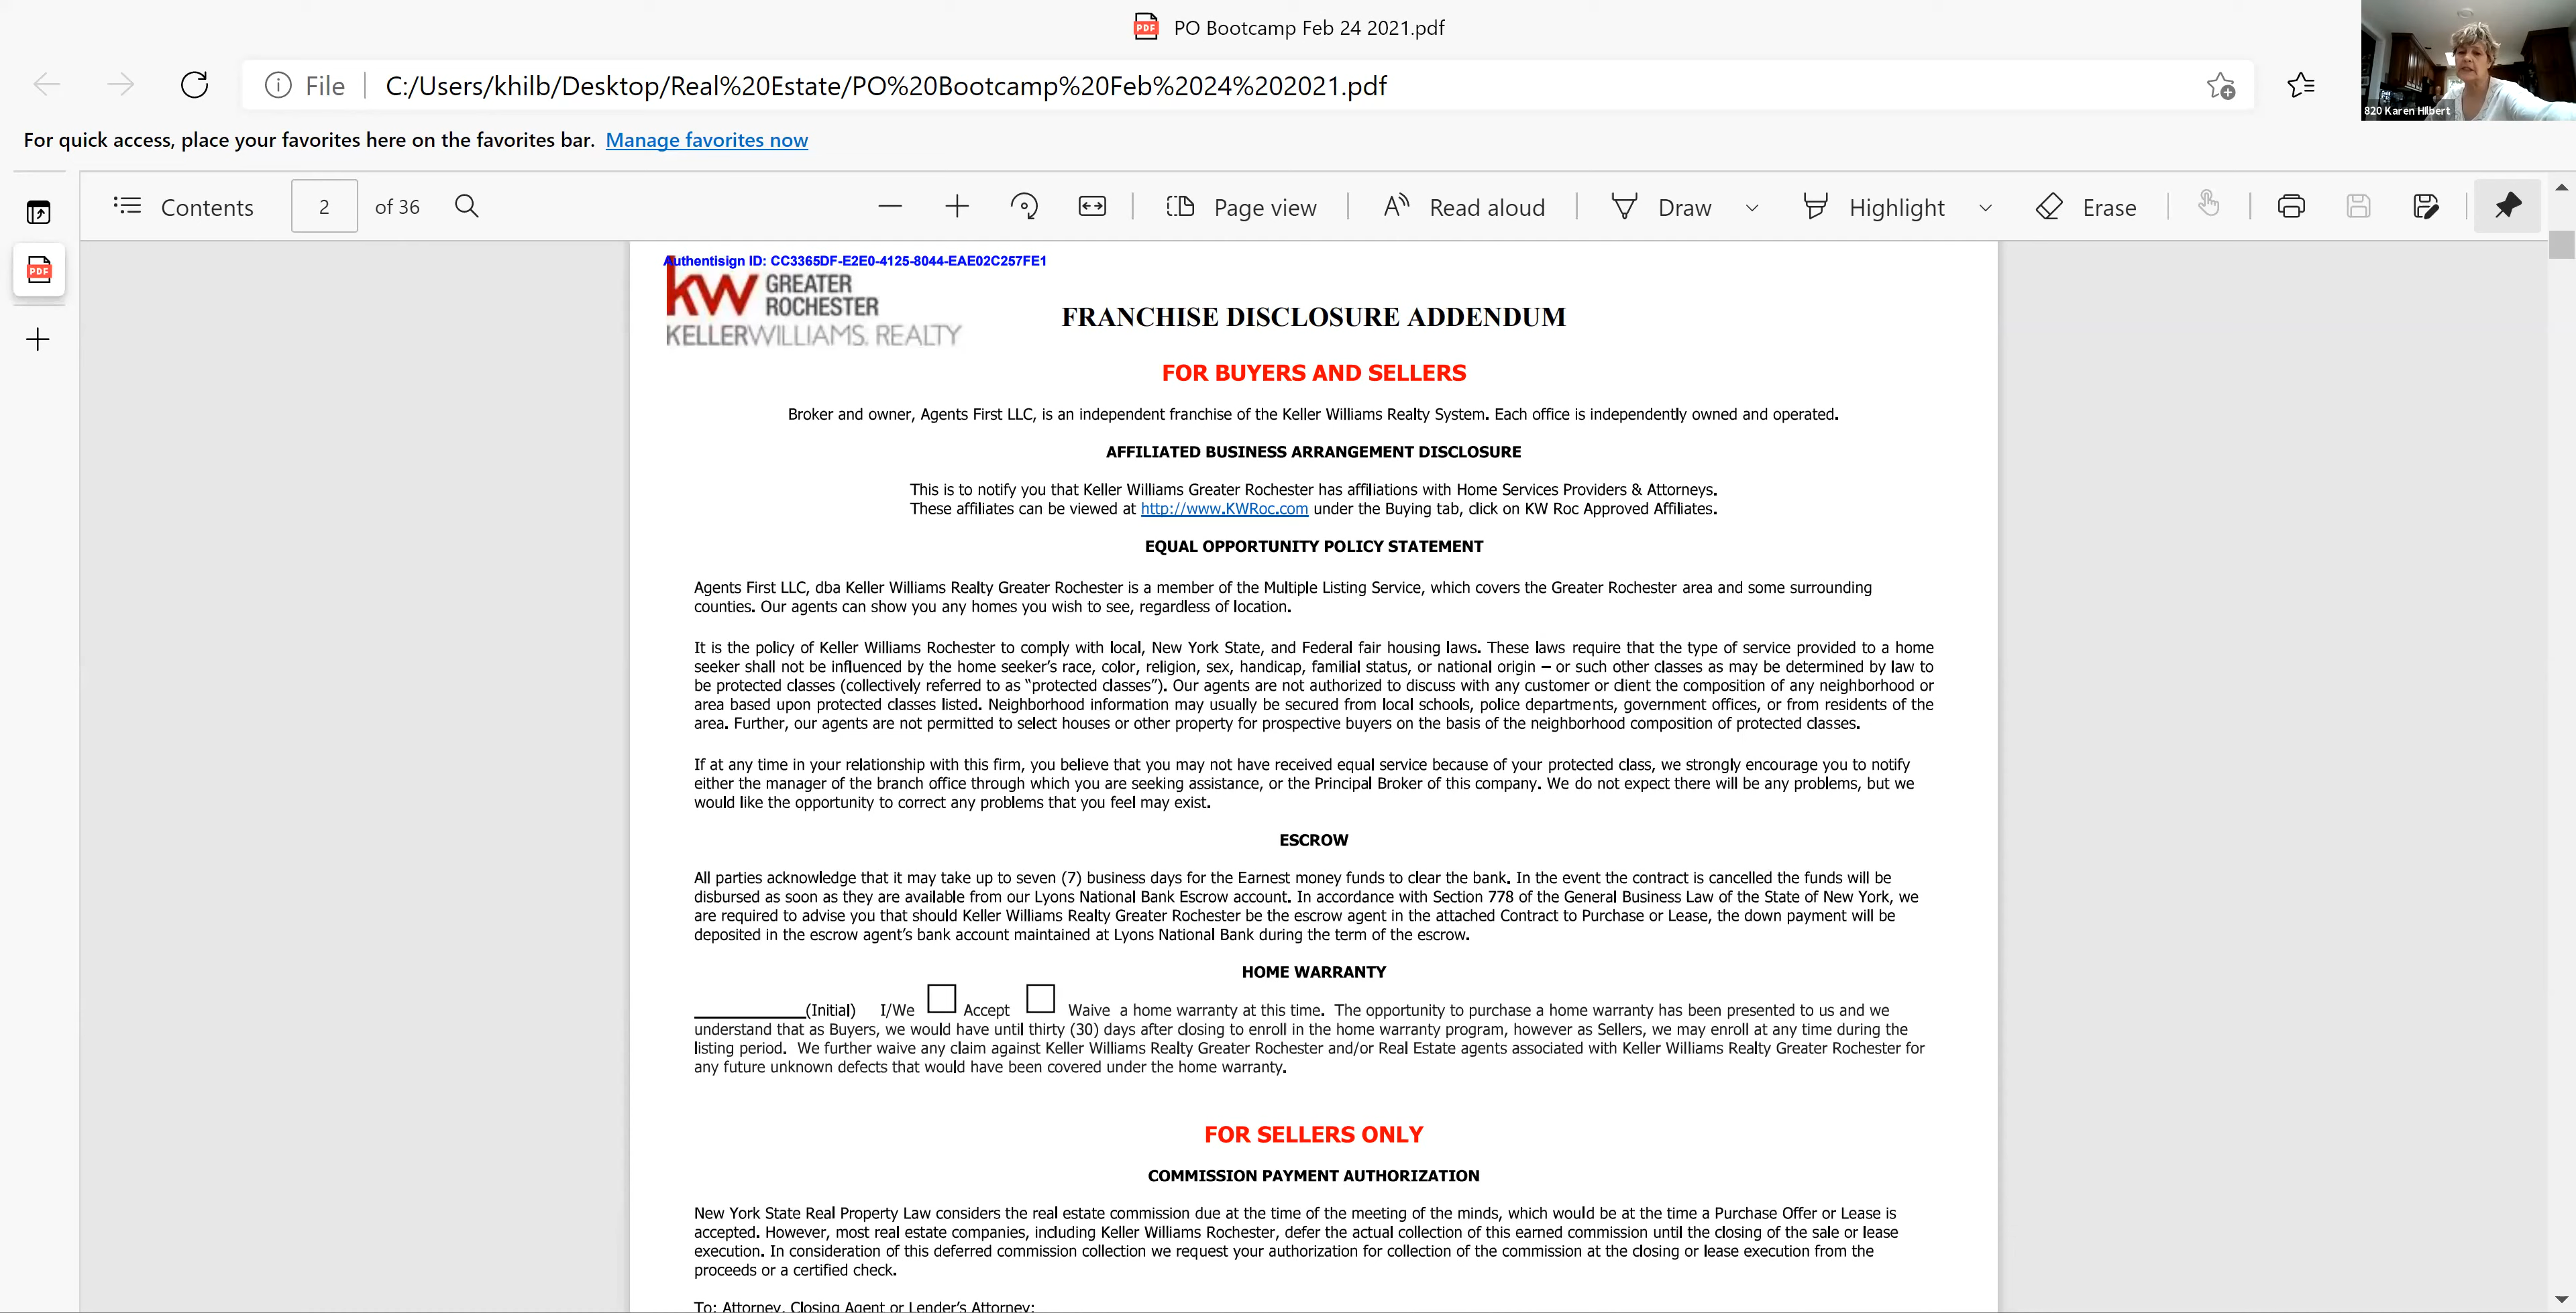 PO Bootcamp Feb 24 2021.pdf
File C:/Users/khilb/Desktop/Real%20Estate/PO%20Bootcamp%20Feb%2024%202021.pdf
820 Karen Hilbert
For quick access, place your favorites here on the favorites bar. Manage favorites now
Contents 2 of 36 Page view Read aloud Draw Highlight Erase
Authentisign ID: CC3365DF-E2E0-4125-8044-EAE02C257FE1
kw GREATER
ROCHESTER
KELLERWILLIAMS. REALTY
FRANCHISE DISCLOSURE ADDENDUM
FOR BUYERS AND SELLERS
Broker and owner, Agents First LLC, is an independent franchise of the Keller Williams Realty System. Each office is independently owned and operated.
AFFILIATED BUSINESS ARRANGEMENT DISCLOSURE
This is to notify you that Keller Williams Greater Rochester has affiliations with Home Services Providers & Attorneys.
These affiliates can be viewed at http://www.KWRoc.com under the Buying tab, click on KW Roc Approved Affiliates.
EQUAL OPPORTUNITY POLICY STATEMENT
Agents First LLC, dba Keller Williams Realty Greater Rochester is a member of the Multiple Listing Service, which covers the Greater Rochester area and some surrounding
counties. Our agents can show you any homes you wish to see, regardless of location.
It is the policy of Keller Williams Rochester to comply with local, New York State, and Federal fair housing laws. These laws require that the type of service provided to a home
seeker shall not be influenced by the home seeker's race, color, religion, sex, handicap, familial status, or national origin – or such other classes as may be determined by law to
be protected classes (collectively referred to as "protected classes"). Our agents are not authorized to discuss with any customer or client the composition of any neighborhood or
area based upon protected classes listed. Neighborhood information may usually be secured from local schools, police departments, government offices, or from residents of the
area. Further, our agents are not permitted to select houses or other property for prospective buyers on the basis of the neighborhood composition of protected classes.
If at any time in your relationship with this firm, you believe that you may not have received equal service because of your protected class, we strongly encourage you to notify
either the manager of the branch office through which you are seeking assistance, or the Principal Broker of this company. We do not expect there will be any problems, but we
would like the opportunity to correct any problems that you feel may exist.
ESCROW
All parties acknowledge that it may take up to seven (7) business days for the Earnest money funds to clear the bank. In the event the contract is cancelled the funds will be
disbursed as soon as they are available from our Lyons National Bank Escrow account. In accordance with Section 778 of the General Business Law of the State of New York, we
are required to advise you that should Keller Williams Realty Greater Rochester be the escrow agent in the attached Contract to Purchase or Lease, the down payment will be
deposited in the escrow agent's bank account maintained at Lyons National Bank during the term of the escrow.
HOME WARRANTY
(Initial) I/We Accept Waive a home warranty at this time. The opportunity to purchase a home warranty has been presented to us and we
understand that as Buyers, we would have until thirty (30) days after closing to enroll in the home warranty program, however as Sellers, we may enroll at any time during the
listing period. We further waive any claim against Keller Williams Realty Greater Rochester and/or Real Estate agents associated with Keller Williams Realty Greater Rochester for
any future unknown defects that would have been covered under the home warranty.
FOR SELLERS ONLY
COMMISSION PAYMENT AUTHORIZATION
New York State Real Property Law considers the real estate commission due at the time of the meeting of the minds, which would be at the time a Purchase Offer or Lease is
accepted. However, most real estate companies, including Keller Williams Rochester, defer the actual collection of this earned commission until the closing of the sale or lease
execution. In consideration of this deferred commission collection we request your authorization for collection of the commission at the closing or lease execution from the
proceeds or a certified check.
To: Attorney, Closing Agent or Lender's Attorney: